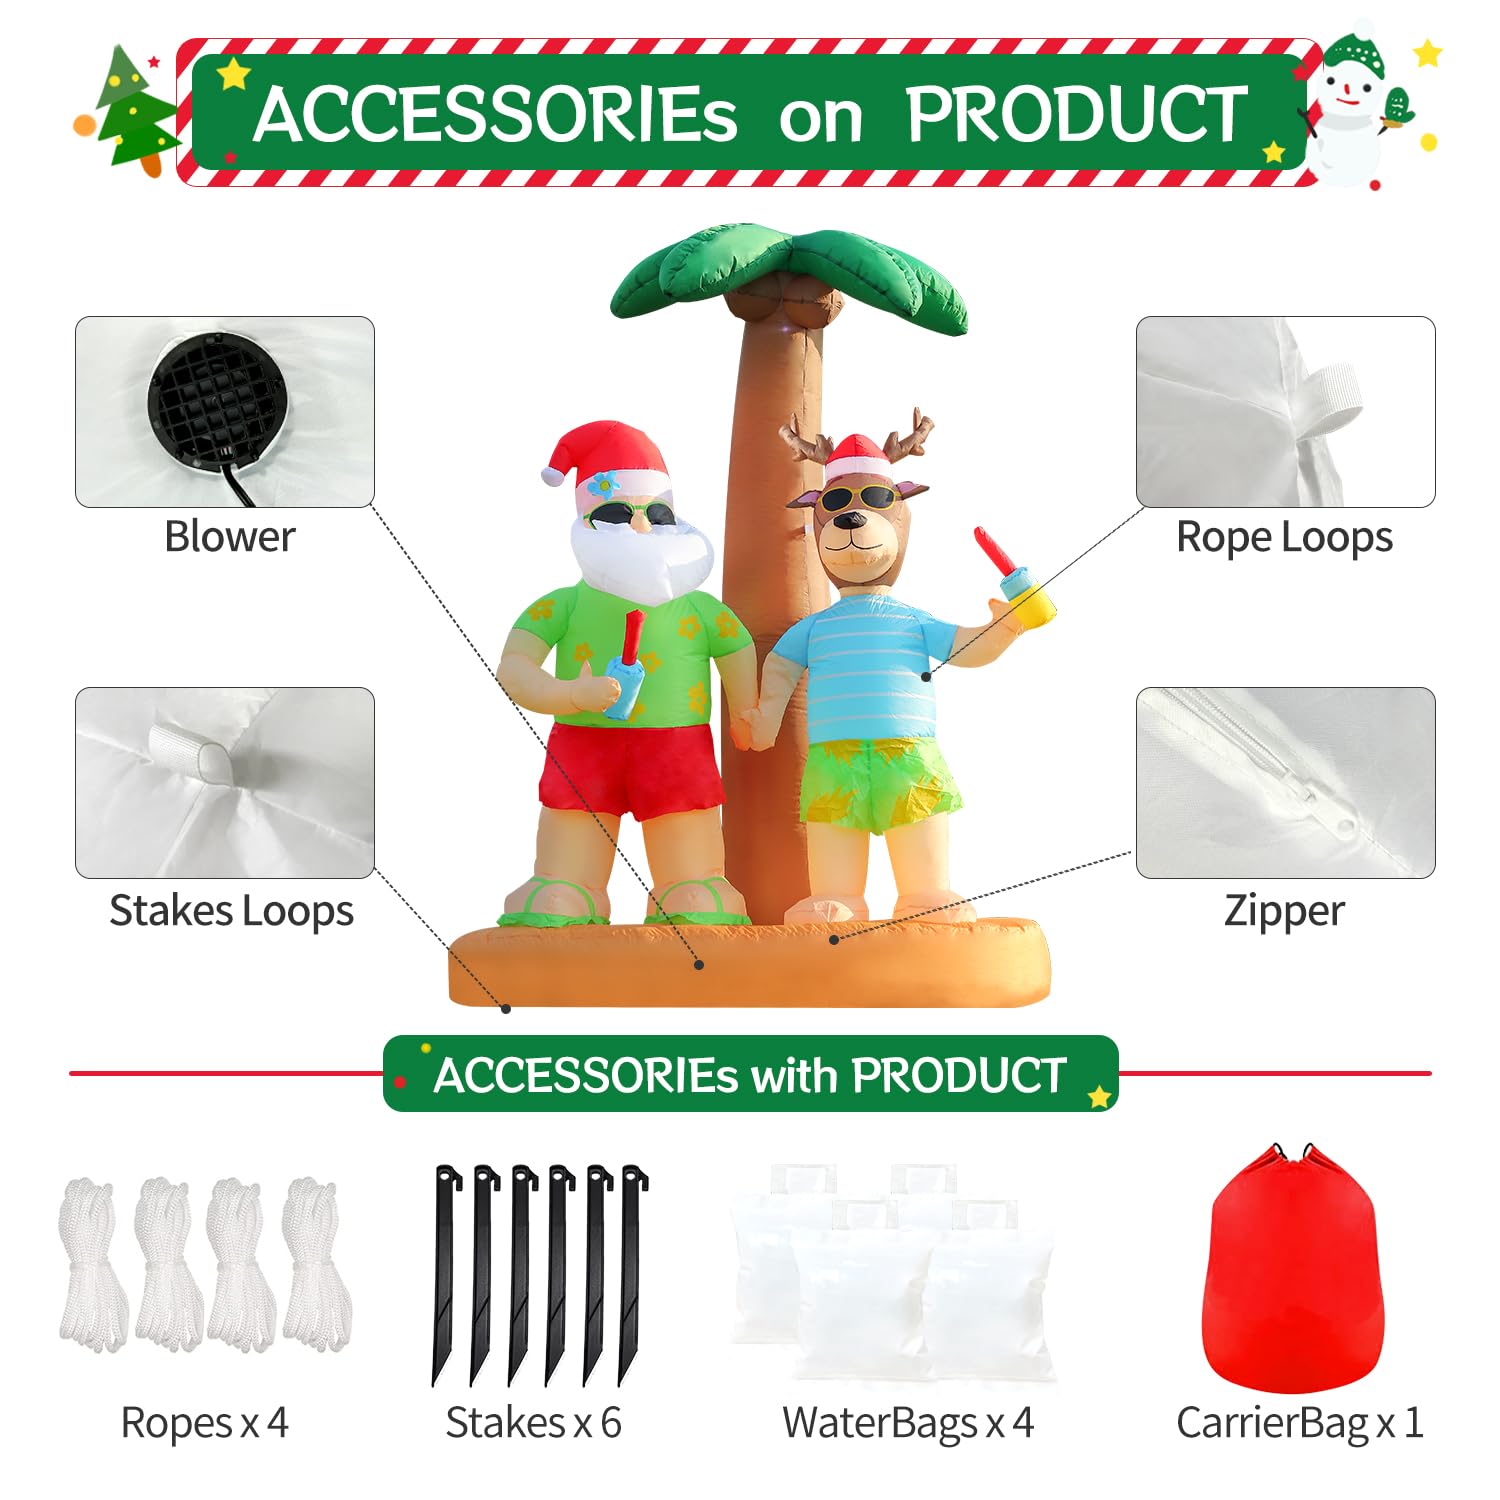 ACCESSORIEs on PRODUCT
Blower
Rope Loops
Stakes Loops
Zipper
ACCESSORIEs with PRODUCT
Ropes x 4
Stakes x 6
WaterBags x 4
CarrierBag x 1